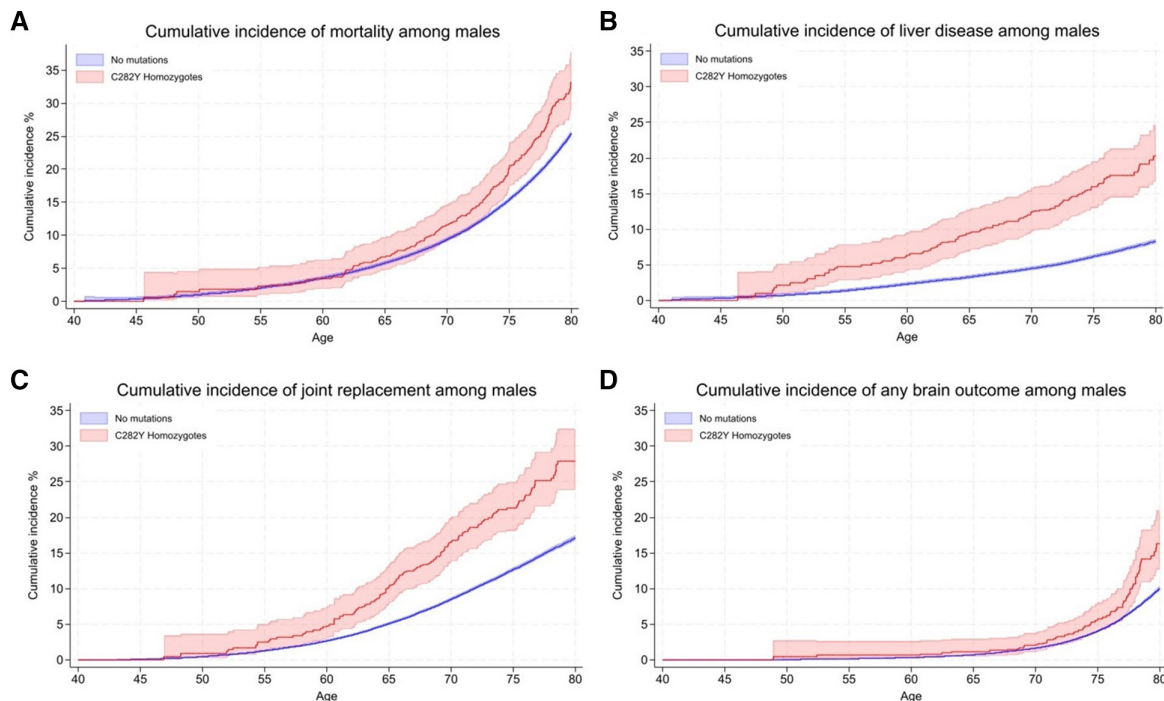 A
Cumulative incidence of mortality among males
No mutations
C282Y Homozygotes
Cumulative incidence %
35
30
25
20
15
10
5
0
40 45 50 55 60 65 70 75 80
Age
B
Cumulative incidence of liver disease among males
No mutations
C282Y Homozygotes
Cumulative incidence %
35
30
25
20
15
10
5
0
40 45 50 55 60 65 70 75 80
Age
C
Cumulative incidence of joint replacement among males
No mutations
C282Y Homozygotes
Cumulative incidence %
35
30
25
20
15
10
5
0
40 45 50 55 60 65 70 75 80
Age
D
Cumulative incidence of any brain outcome among males
No mutations
C282Y Homozygotes
Cumulative incidence %
35
30
25
20
15
10
5
0
40 45 50 55 60 65 70 75 80
Age